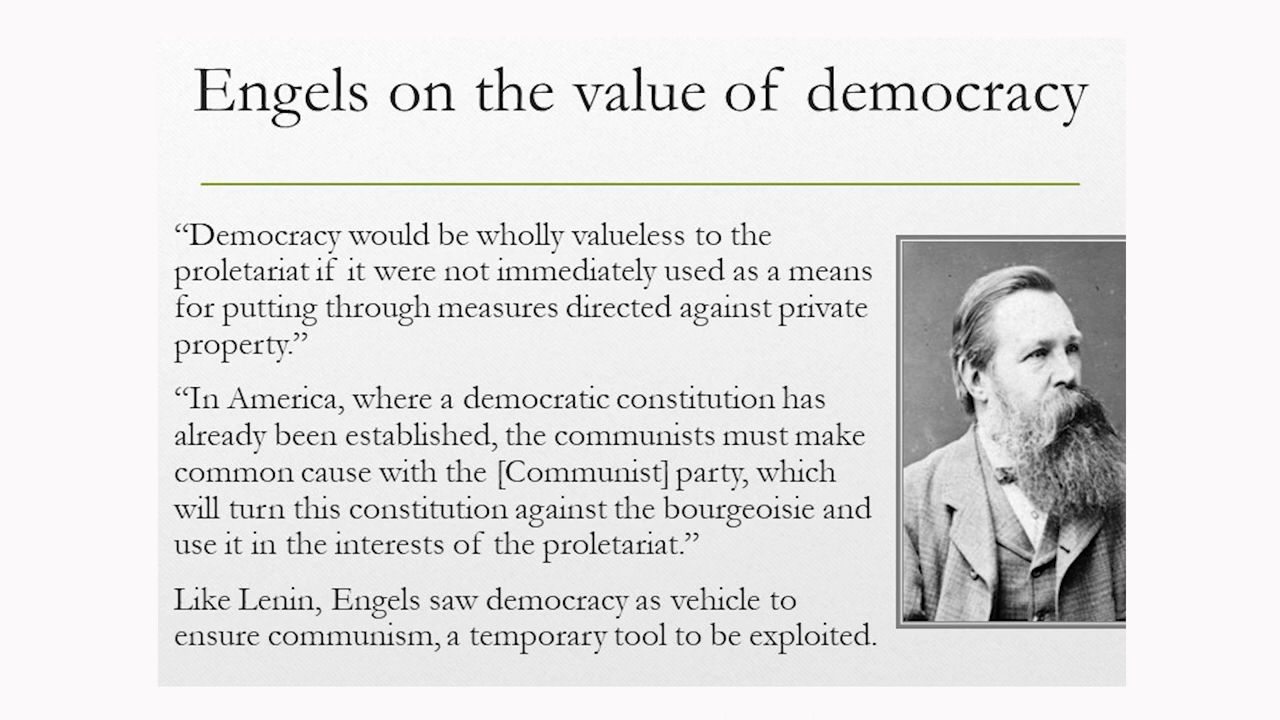 Engels on the value of democracy
“Democracy would be wholly valueless to the
proletariat if it were not immediately used as a means
for putting through measures directed against private
property.”
“In America, where a democratic constitution has
already been established, the communists must make
common cause with the [Communist] party, which
will turn this constitution against the bourgeoisie and
use it in the interests of the proletariat.”
Like Lenin, Engels saw democracy as vehicle to
ensure communism, a temporary tool to be exploited.